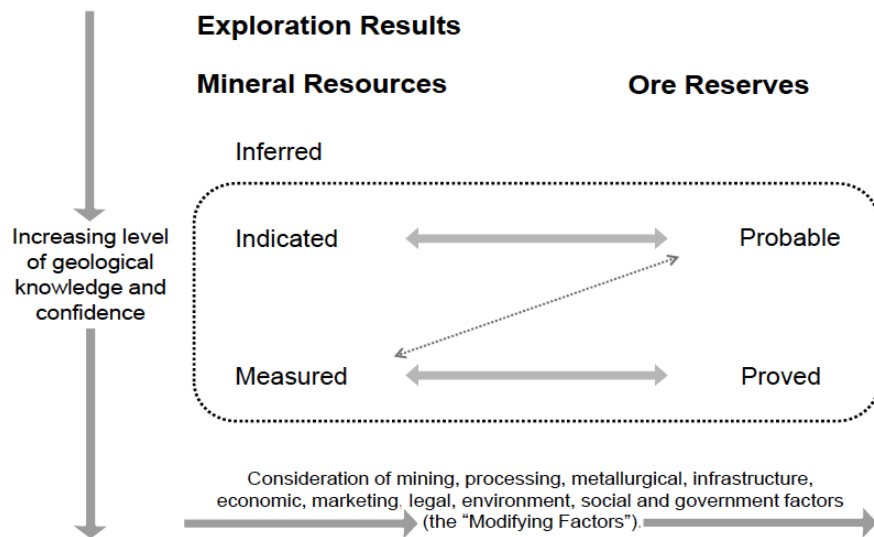 Exploration Results
Mineral Resources
Ore Reserves
Inferred
Increasing level
of geological
knowledge and
confidence
Indicated
Probable
Measured
Proved
Consideration of mining, processing, metallurgical, infrastructure,
economic, marketing, legal, environment, social and government factors
(the “Modifying Factors”).